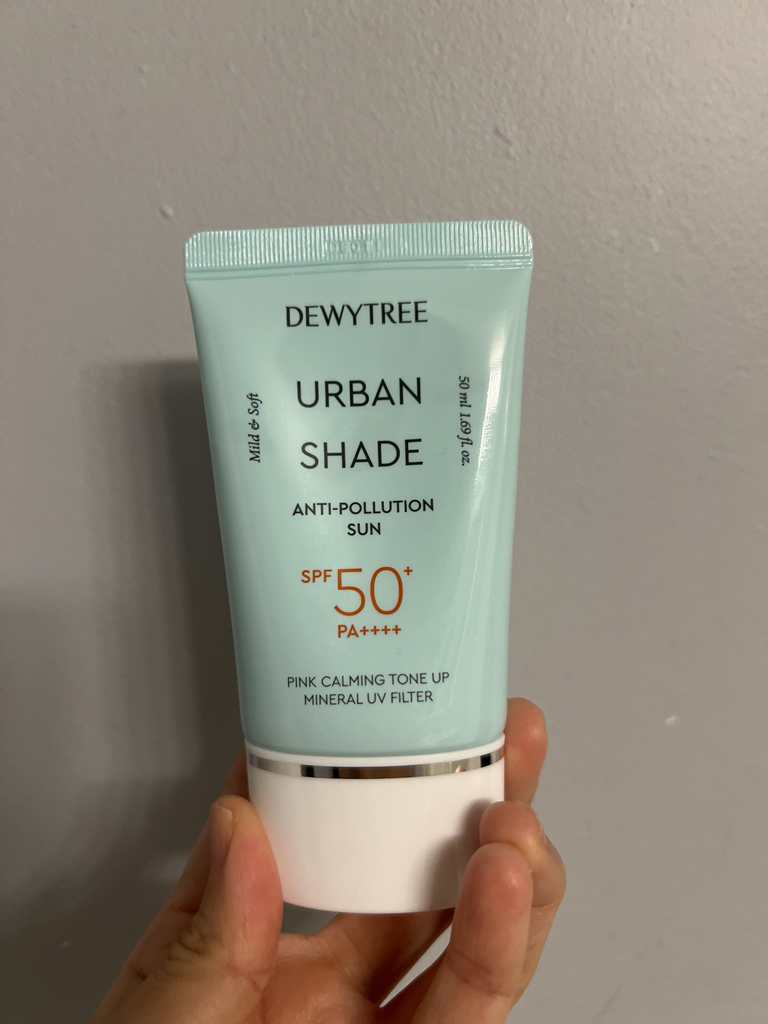 DEWYTREE
URBAN
SHADE
Mild & Soft
50 ml 1.69 fl. oz.
ANTI-POLLUTION
SUN
SPF 50+
PA++++
PINK CALMING TONE UP
MINERAL UV FILTER